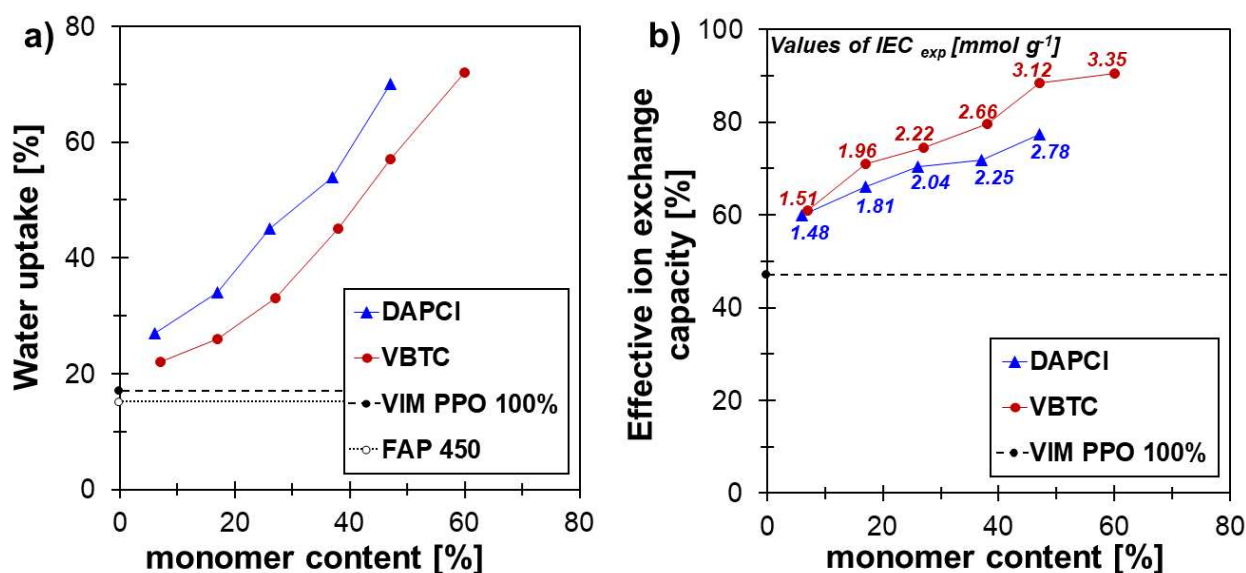 a)
Water uptake [%]
80
60
40
20
0
0 20 40 60 80
monomer content [%]
DAPCl
VBTC
VIM PPO 100%
FAP 450
b)
Effective ion exchange
capacity [%]
100
80
60
40
20
0
0 20 40 60 80
monomer content [%]
Values of IEC exp [mmol g-1]
1.51
1.96
2.22
2.66
3.12
3.35
1.48
1.81
2.04
2.25
2.78
DAPCl
VBTC
VIM PPO 100%